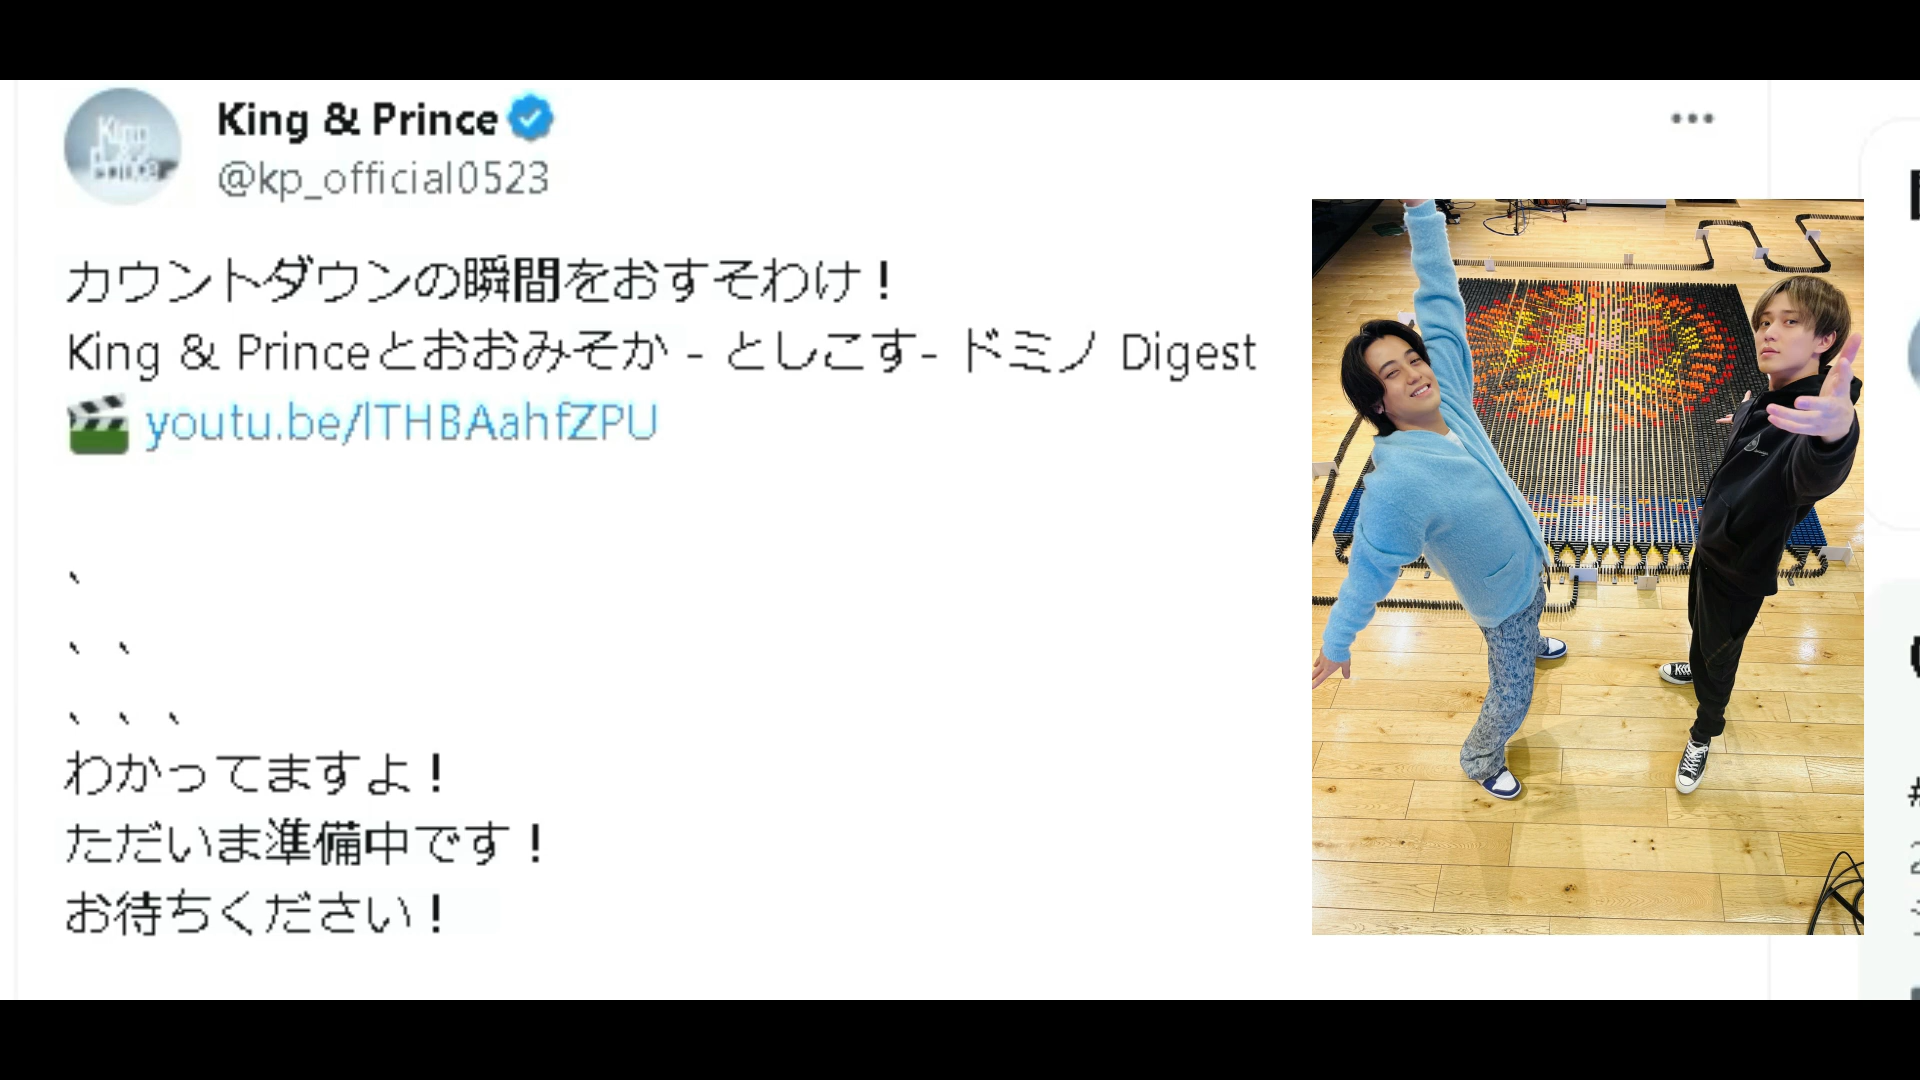 King & Prince
@kp_official0523
カウントダウンの瞬間をおすそわけ！
King & Princeとおおみそか - としこす- ドミノ Digest
youtu.be/lTHBAahfZPU
、
、、
、、、
わかってますよ！
ただいま準備中です！
お待ちください！